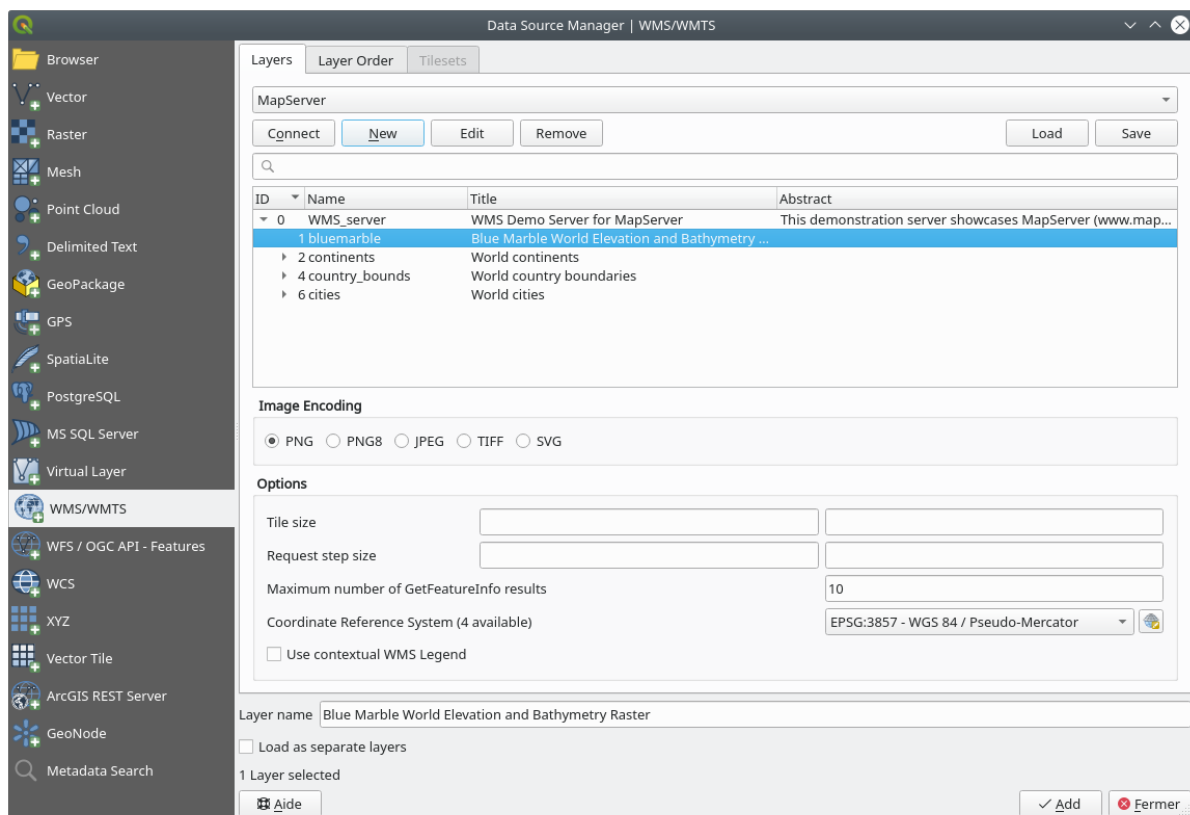 Data Source Manager | WMS/WMTS
Browser
Vector
Raster
Mesh
Point Cloud
Delimited Text
GeoPackage
GPS
SpatiaLite
PostgreSQL
MS SQL Server
Virtual Layer
WMS/WMTS
WFS / OGC API - Features
WCS
XYZ
Vector Tile
ArcGIS REST Server
GeoNode
Metadata Search
Layers Layer Order Tilesets
MapServer
Connect New Edit Remove Load Save
ID Name Title Abstract
0 WMS_server WMS Demo Server for MapServer This demonstration server showcases MapServer (www.map...
1 bluemarble Blue Marble World Elevation and Bathymetry ...
2 continents World continents
4 country_bounds World country boundaries
6 cities World cities
Image Encoding
PNG PNG8 JPEG TIFF SVG
Options
Tile size
Request step size
Maximum number of GetFeatureInfo results 10
Coordinate Reference System (4 available) EPSG:3857 - WGS 84 / Pseudo-Mercator
Use contextual WMS Legend
Layer name Blue Marble World Elevation and Bathymetry Raster
Load as separate layers
1 Layer selected
Aide Add Fermer